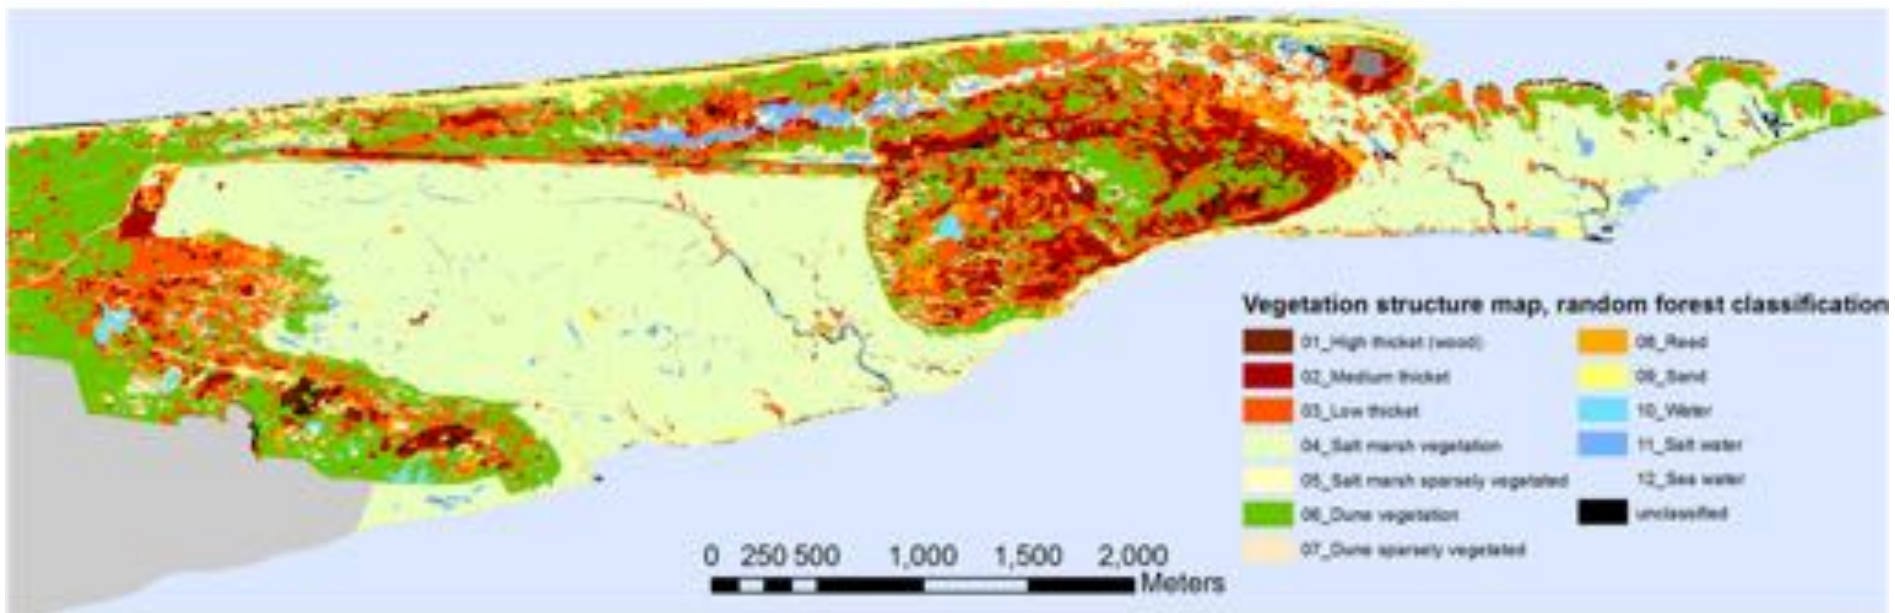 Vegetation structure map, random forest classification
01_High thicket (wood)
02_Medium thicket
03_Low thicket
04_Salt marsh vegetation
05_Salt marsh sparsely vegetated
06_Dune vegetation
07_Dune sparsely vegetated
08_Reed
09_Sand
10_Water
11_Salt water
12_Sea water
unclassified
0 250 500 1,000 1,500 2,000
Meters